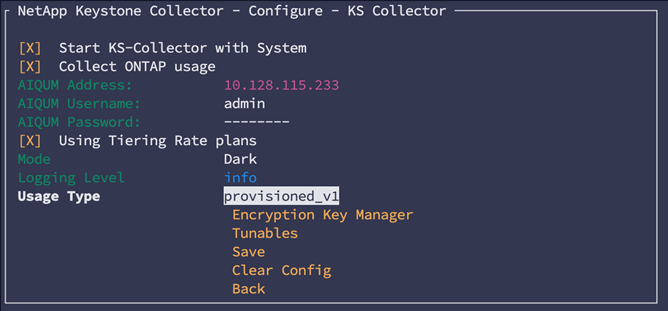 NetApp Keystone Collector - Configure - KS Collector
[X] Start KS-Collector with System
[X] Collect ONTAP usage
AIQUM Address: 10.128.115.233
AIQUM Username: admin
AIQUM Password: --------
[X] Using Tiering Rate plans
Mode Dark
Logging Level info
Usage Type provisioned_v1
Encryption Key Manager
Tunables
Save
Clear Config
Back